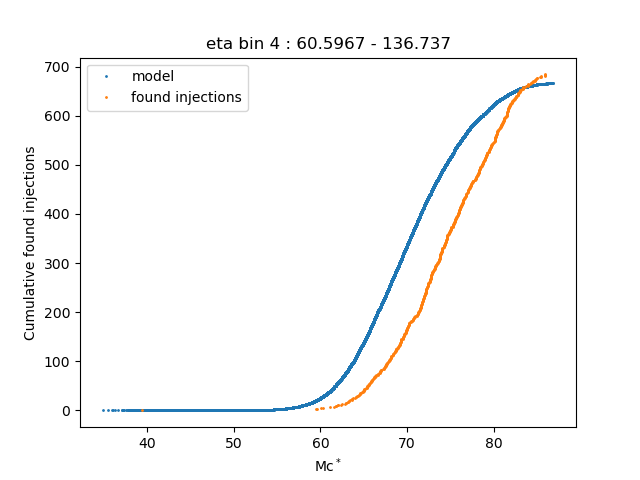 eta bin 4 : 60.5967 - 136.737
model
found injections
Cumulative found injections
700
600
500
400
300
200
100
0
40 50 60 70 80
Mc*